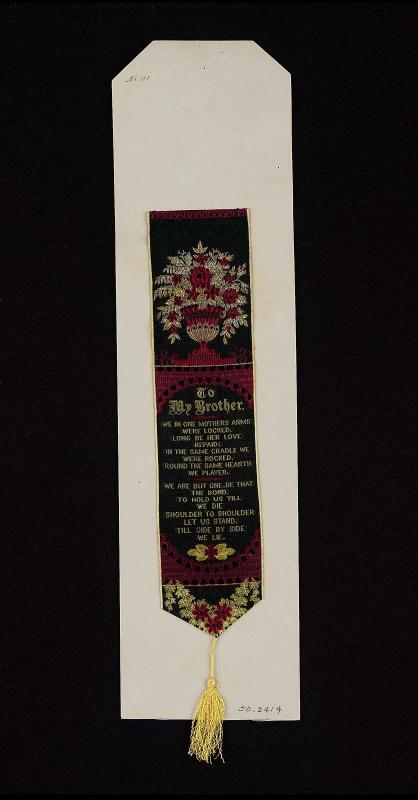 No 101
To
My Brother.
WE IN ONE MOTHERS ARMS
WERE LOCKED,
LONG BE HER LOVE
REPAID;
IN THE SAME CRADLE WE
WERE ROCKED,
ROUND THE SAME HEARTH
WE PLAYED.
WE ARE BUT ONE, BE THAT
THE BOND,
TO HOLD US TILL
WE DIE
SHOULDER TO SHOULDER
LET US STAND,
TILL SIDE BY SIDE
WE LIE.
50.2414